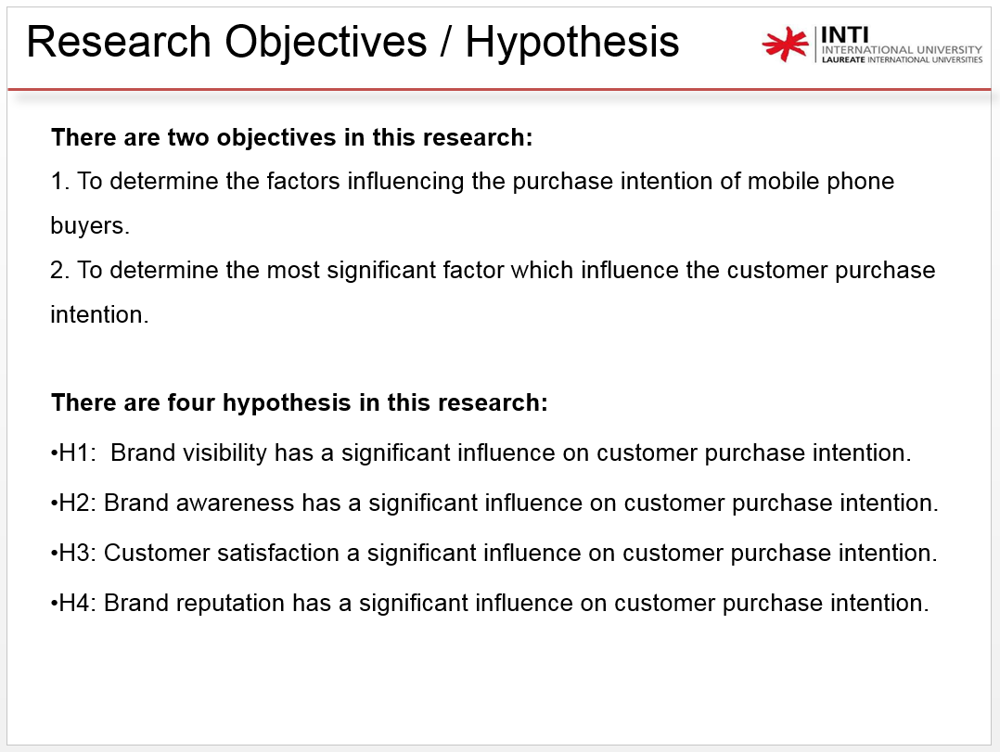 Research Objectives / Hypothesis
INTI
INTERNATIONAL UNIVERSITY
LAUREATE INTERNATIONAL UNIVERSITIES
There are two objectives in this research:
1. To determine the factors influencing the purchase intention of mobile phone
buyers.
2. To determine the most significant factor which influence the customer purchase
intention.
There are four hypothesis in this research:
•H1:  Brand visibility has a significant influence on customer purchase intention.
•H2: Brand awareness has a significant influence on customer purchase intention.
•H3: Customer satisfaction a significant influence on customer purchase intention.
•H4: Brand reputation has a significant influence on customer purchase intention.